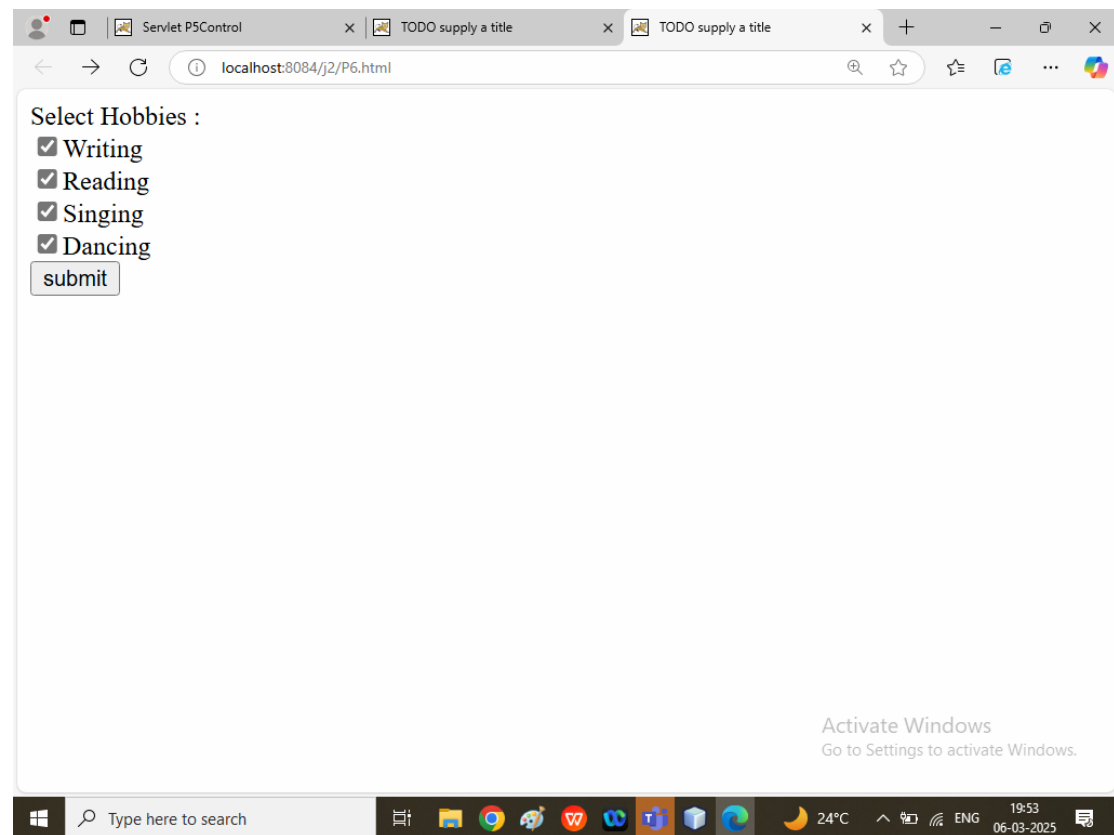 Servlet P5Control
TODO supply a title
TODO supply a title
localhost:8084/j2/P6.html
Select Hobbies :
Writing
Reading
Singing
Dancing
submit
Activate Windows
Go to Settings to activate Windows.
Type here to search
24°C
ENG
19:53
06-03-2025